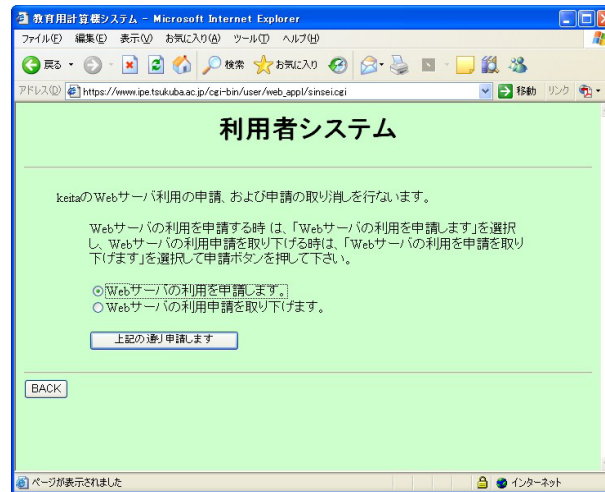 教育用計算機システム - Microsoft Internet Explorer
ファイル(F) 編集(E) 表示(V) お気に入り(A) ツール(T) ヘルプ(H)
戻る 検索 お気に入り
アドレス(D) https://www.ipe.tsukuba.ac.jp/cgi-bin/user/web_appl/sinsei.cgi 移動 リンク
利用者システム
keitaのWebサーバ利用の申請、および申請の取り消しを行ないます。
Webサーバの利用を申請する時 は、「Webサーバの利用を申請します」を選択
し、Webサーバの利用申請を取り下げる時は、「Webサーバの利用申請を取り
下げます」を選択して申請ボタンを押して下さい。
Webサーバの利用を申請します。
Webサーバの利用申請を取り下げます。
上記の通り申請します
BACK
ページが表示されました インターネット